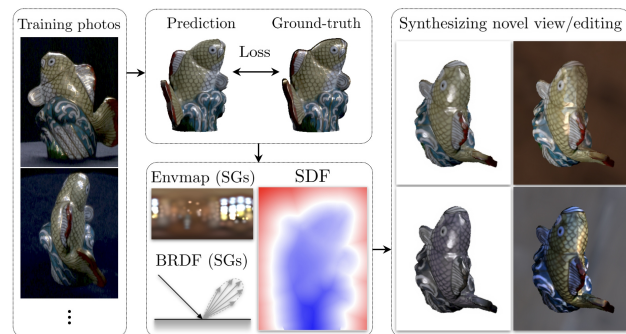 Training photos
Prediction
Ground-truth
Loss
Envmap (SGs)
SDF
BRDF (SGs)
Synthesizing novel view/editing